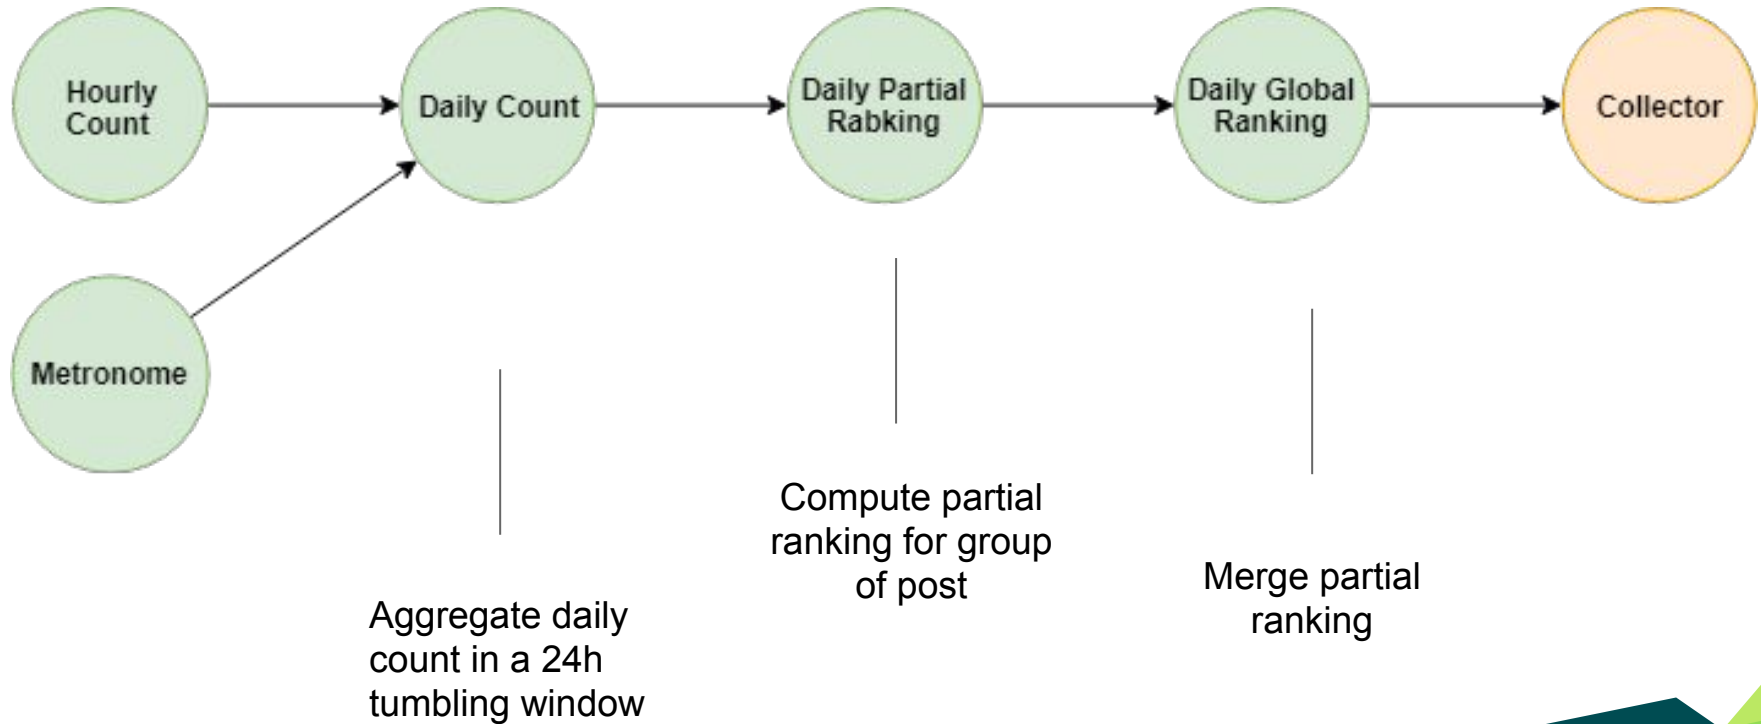 Hourly
Count
Daily Count
Daily Partial
Rabking
Daily Global
Ranking
Collector
Metronome
Aggregate daily
count in a 24h
tumbling window
Compute partial
ranking for group
of post
Merge partial
ranking